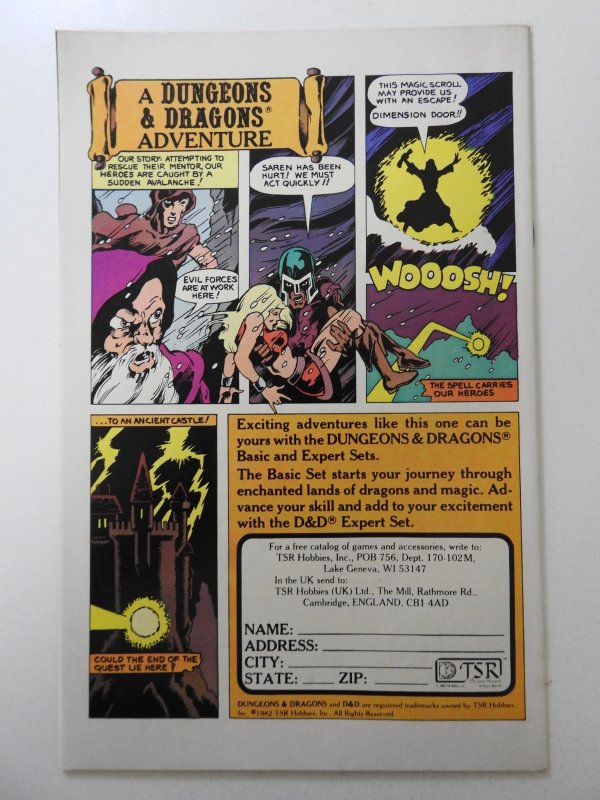 A DUNGEONS
& DRAGONS®
ADVENTURE
OUR STORY: ATTEMPTING TO
RESCUE THEIR MENTOR, OUR
HEROES ARE CAUGHT BY A
SUDDEN AVALANCHE!
EVIL FORCES
ARE AT WORK
HERE!
SAREN HAS BEEN
HURT! WE MUST
ACT QUICKLY!!
THIS MAGIC SCROLL
MAY PROVIDE US
WITH AN ESCAPE!
DIMENSION DOOR!!
WOOOSH!
THE SPELL CARRIES
OUR HEROES
...TO AN ANCIENT CASTLE!
COULD THE END OF THE
QUEST LIE HERE?
Exciting adventures like this one can be
yours with the DUNGEONS & DRAGONS®
Basic and Expert Sets.
The Basic Set starts your journey through
enchanted lands of dragons and magic. Ad-
vance your skill and add to your excitement
with the D&D® Expert Set.
For a free catalog of games and accessories, write to:
TSR Hobbies, Inc., POB 756, Dept. 170-102M,
Lake Geneva, WI 53147
In the UK send to:
TSR Hobbies (UK) Ltd., The Mill, Rathmore Rd.,
Cambridge, ENGLAND, CB1 4AD
NAME:
ADDRESS:
CITY:
STATE: ZIP:
TSR
DUNGEONS & DRAGONS and D&D are registered trademarks owned by TSR Hobbies,
Inc. ©1982 TSR Hobbies, Inc. All Rights Reserved.